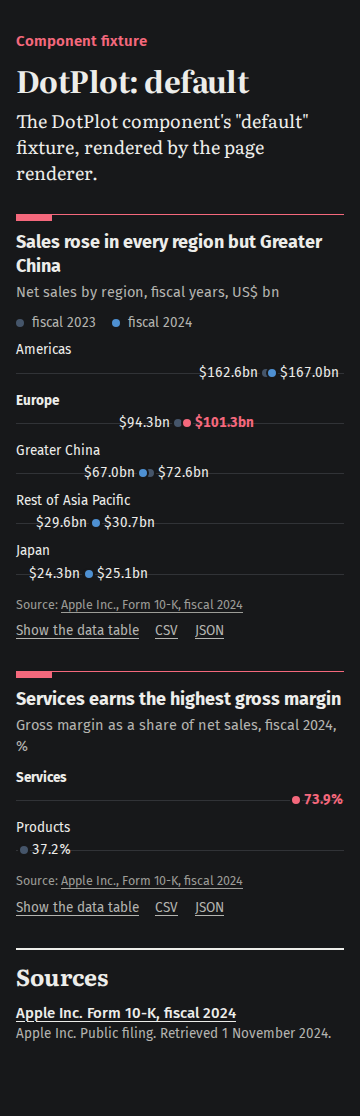 Component fixture
DotPlot: default
The DotPlot component's "default"
fixture, rendered by the page
renderer.
Sales rose in every region but Greater
China
Net sales by region, fiscal years, US$ bn
fiscal 2023 fiscal 2024
Americas
$162.6bn $167.0bn
Europe
$94.3bn $101.3bn
Greater China
$67.0bn $72.6bn
Rest of Asia Pacific
$29.6bn $30.7bn
Japan
$24.3bn $25.1bn
Source: Apple Inc., Form 10-K, fiscal 2024
Show the data table CSV JSON
Services earns the highest gross margin
Gross margin as a share of net sales, fiscal 2024,
%
Services
73.9%
Products
37.2%
Source: Apple Inc., Form 10-K, fiscal 2024
Show the data table CSV JSON
Sources
Apple Inc. Form 10-K, fiscal 2024
Apple Inc. Public filing. Retrieved 1 November 2024.